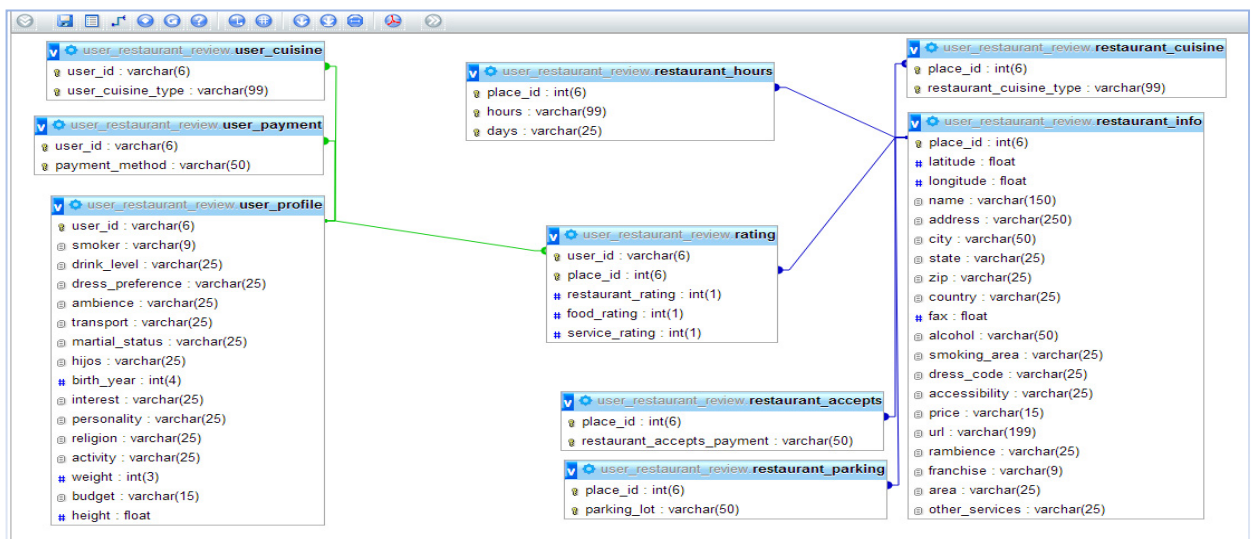 user_restaurant_review.user_cuisine
user_id : varchar(6)
user_cuisine_type : varchar(99)
user_restaurant_review.user_payment
user_id : varchar(6)
payment_method : varchar(50)
user_restaurant_review.user_profile
user_id : varchar(6)
smoker : varchar(9)
drink_level : varchar(25)
dress_preference : varchar(25)
ambience : varchar(25)
transport : varchar(25)
martial_status : varchar(25)
hijos : varchar(25)
# birth_year : int(4)
interest : varchar(25)
personality : varchar(25)
religion : varchar(25)
activity : varchar(25)
# weight : int(3)
budget : varchar(15)
# height : float
v user_restaurant_review.restaurant_hours
place_id : int(6)
hours : varchar(99)
days : varchar(25)
v user_restaurant_review.rating
user_id : varchar(6)
place_id : int(6)
# restaurant_rating : int(1)
# food_rating : int(1)
# service_rating : int(1)
v user_restaurant_review.restaurant_accepts
place_id : int(6)
restaurant_accepts_payment : varchar(50)
v user_restaurant_review.restaurant_parking
place_id : int(6)
parking_lot : varchar(50)
v user_restaurant_review.restaurant_cuisine
place_id : int(6)
restaurant_cuisine_type : varchar(99)
v user_restaurant_review.restaurant_info
place_id : int(6)
# latitude : float
# longitude : float
name : varchar(150)
address : varchar(250)
city : varchar(50)
state : varchar(25)
zip : varchar(25)
country : varchar(25)
# fax : float
alcohol : varchar(50)
smoking_area : varchar(25)
dress_code : varchar(25)
accessibility : varchar(25)
price : varchar(15)
url : varchar(199)
rambience : varchar(25)
franchise : varchar(9)
area : varchar(25)
other_services : varchar(25)